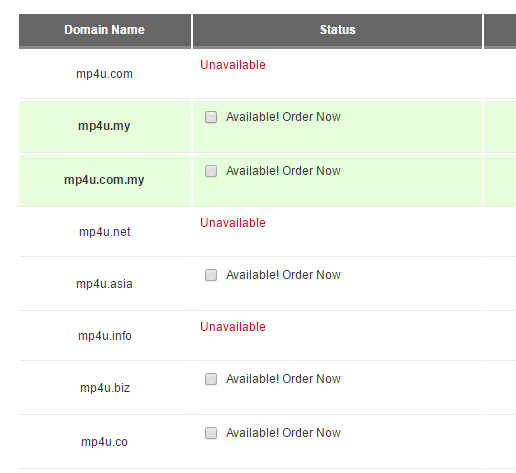 Domain Name Status
mp4u.com Unavailable
mp4u.my Available! Order Now
mp4u.com.my Available! Order Now
mp4u.net Unavailable
mp4u.asia Available! Order Now
mp4u.info Unavailable
mp4u.biz Available! Order Now
mp4u.co Available! Order Now